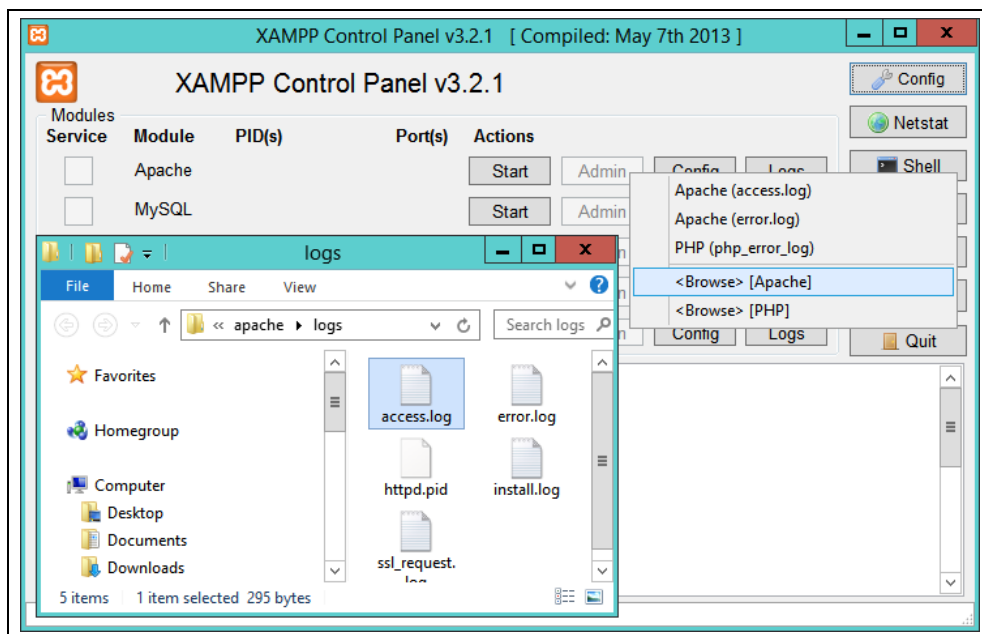 XAMPP Control Panel v3.2.1 [ Compiled: May 7th 2013 ]
XAMPP Control Panel v3.2.1
Config
Modules
Service Module PID(s) Port(s) Actions
Netstat
Apache Start Admin Config Logs
Shell
MySQL Start Admin
Apache (access.log)
Apache (error.log)
PHP (php_error_log)
<Browse> [Apache]
<Browse> [PHP]
Config Logs
Quit
logs
File Home Share View
« apache logs
Search logs
Favorites
Homegroup
Computer
Desktop
Documents
Downloads
access.log
error.log
httpd.pid
install.log
ssl_request.
log
5 items 1 item selected 295 bytes